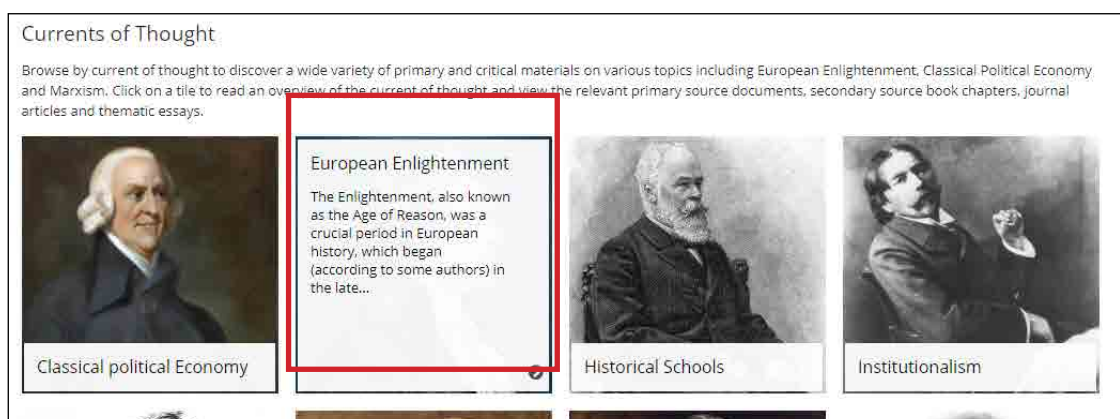 Currents of Thought
Browse by current of thought to discover a wide variety of primary and critical materials on various topics including European Enlightenment, Classical Political Economy
and Marxism. Click on a tile to read an overview of the current of thought and view the relevant primary source documents, secondary source book chapters, journal
articles and thematic essays.
Classical political Economy
European Enlightenment
The Enlightenment, also known
as the Age of Reason, was a
crucial period in European
history, which began
(according to some authors) in
the late...
Historical Schools
Institutionalism